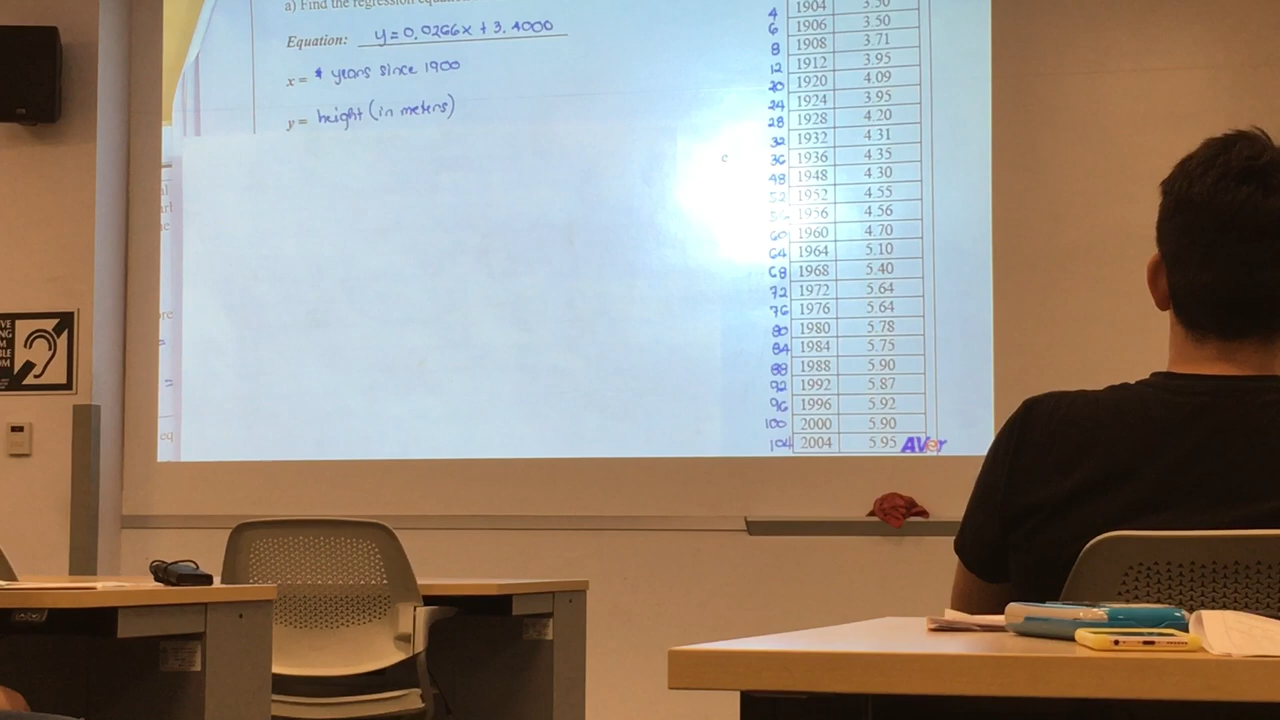 a) Find the regression equation
Equation: y = 0.0266x + 3.4000
x = # years since 1900
y = height (in meters)
4 1904 3.50
6 1906 3.50
8 1908 3.71
12 1912 3.95
20 1920 4.09
24 1924 3.95
28 1928 4.20
32 1932 4.31
e 36 1936 4.35
48 1948 4.30
52 1952 4.55
56 1956 4.56
60 1960 4.70
64 1964 5.10
68 1968 5.40
72 1972 5.64
76 1976 5.64
80 1980 5.78
84 1984 5.75
88 1988 5.90
92 1992 5.87
96 1996 5.92
100 2000 5.90
104 2004 5.95
AVer
eq